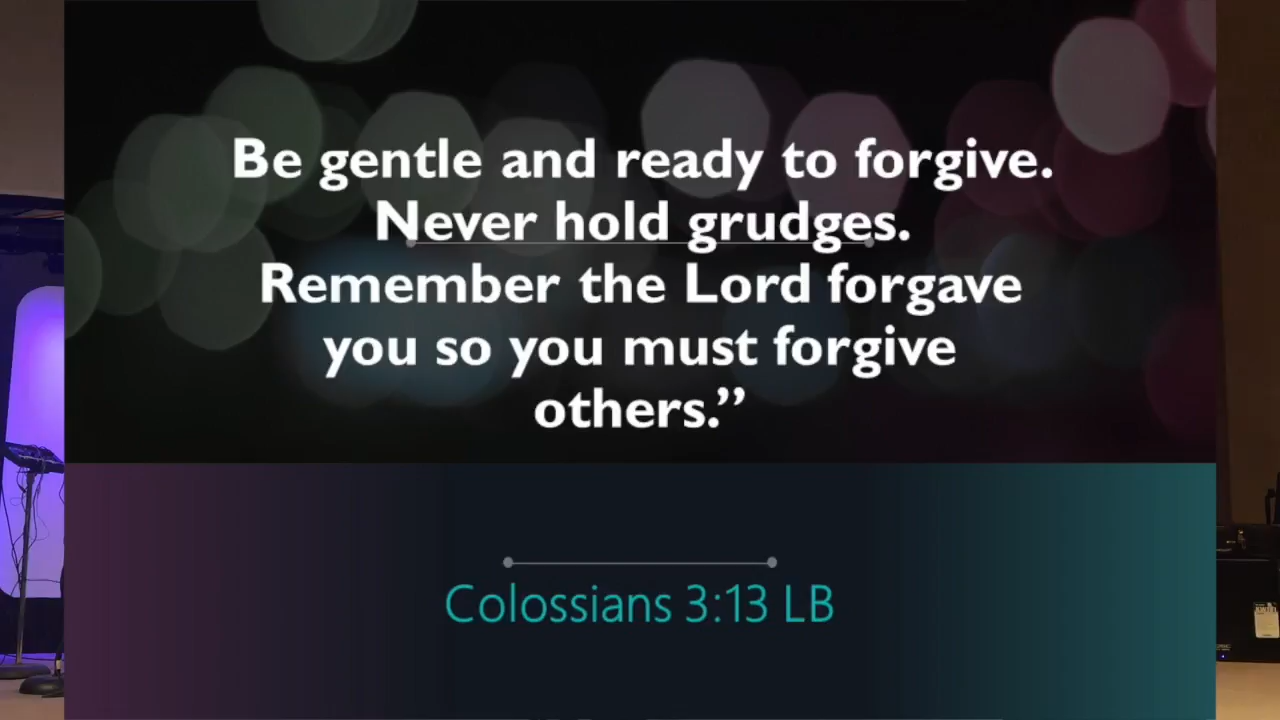 Be gentle and ready to forgive.
Never hold grudges.
Remember the Lord forgave
you so you must forgive
others.”
Colossians 3:13 LB